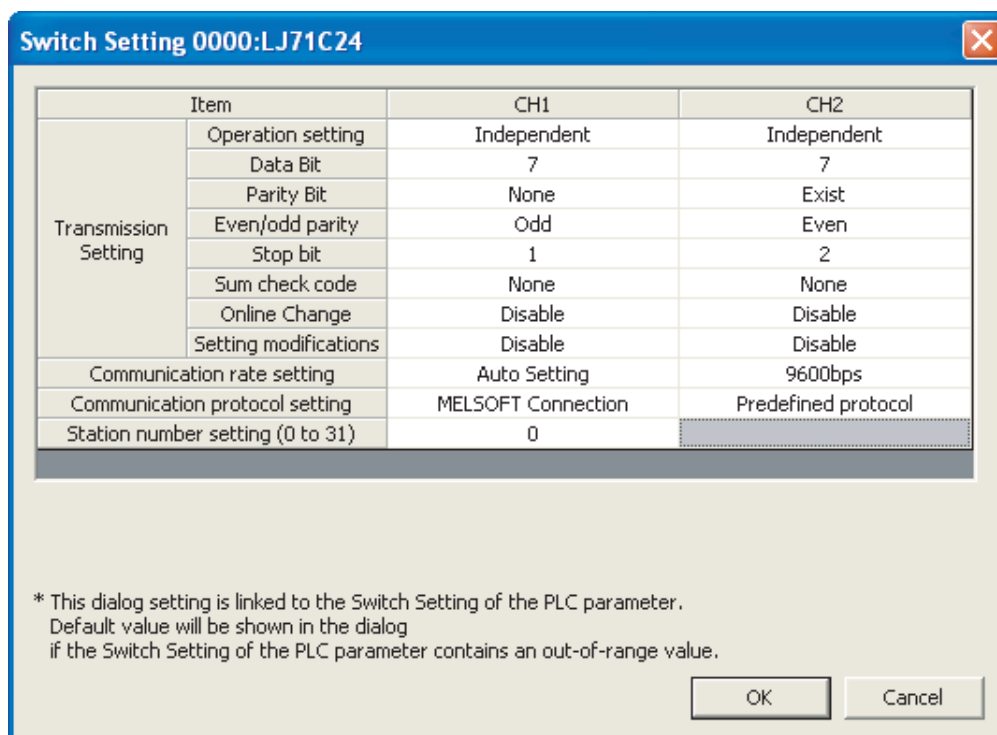 Switch Setting 0000:LJ71C24
Item CH1 CH2
Transmission Setting
Operation setting Independent Independent
Data Bit 7 7
Parity Bit None Exist
Even/odd parity Odd Even
Stop bit 1 2
Sum check code None None
Online Change Disable Disable
Setting modifications Disable Disable
Communication rate setting Auto Setting 9600bps
Communication protocol setting MELSOFT Connection Predefined protocol
Station number setting (0 to 31) 0
* This dialog setting is linked to the Switch Setting of the PLC parameter.
Default value will be shown in the dialog
if the Switch Setting of the PLC parameter contains an out-of-range value.
OK Cancel